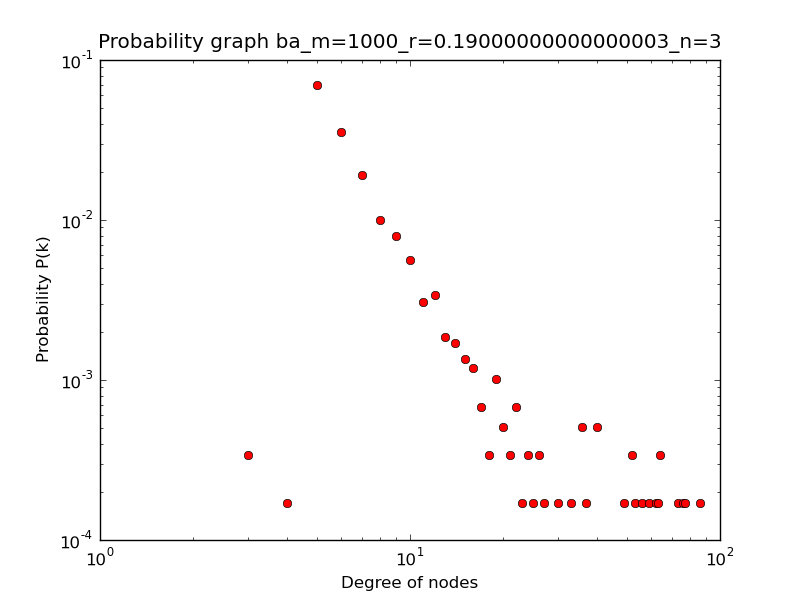 Probability graph ba_m=1000_r=0.19000000000000003_n=3
10^-1
10^-2
10^-3
10^-4
Probability P(k)
10^0
10^1
10^2
Degree of nodes